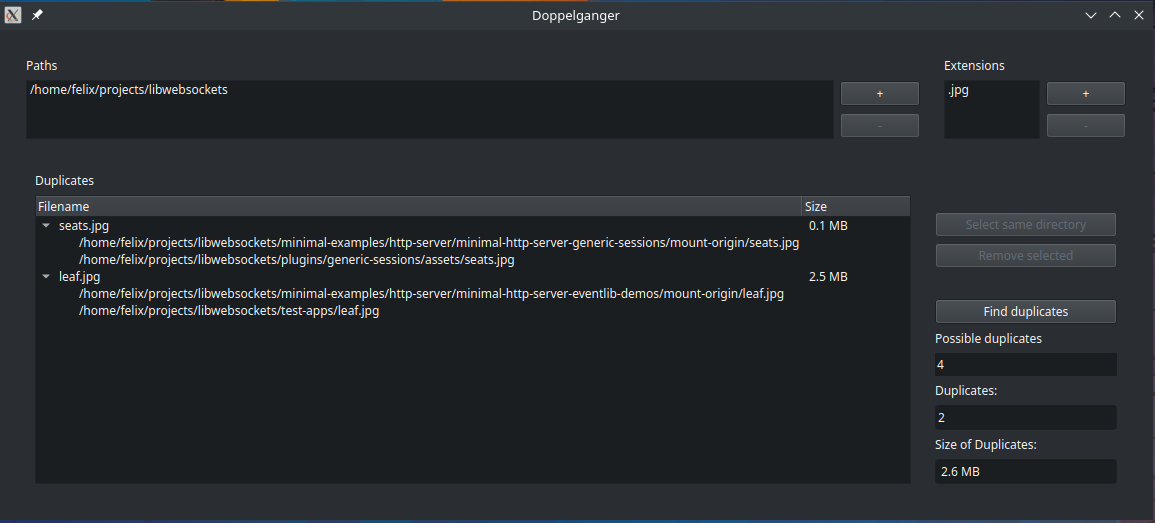 Doppelganger
Paths
Extensions
/home/felix/projects/libwebsockets
.jpg
+
+
-
-
Duplicates
Filename Size
seats.jpg 0.1 MB
/home/felix/projects/libwebsockets/minimal-examples/http-server/minimal-http-server-generic-sessions/mount-origin/seats.jpg
/home/felix/projects/libwebsockets/plugins/generic-sessions/assets/seats.jpg
leaf.jpg 2.5 MB
/home/felix/projects/libwebsockets/minimal-examples/http-server/minimal-http-server-eventlib-demos/mount-origin/leaf.jpg
/home/felix/projects/libwebsockets/test-apps/leaf.jpg
Select same directory
Remove selected
Find duplicates
Possible duplicates
4
Duplicates:
2
Size of Duplicates:
2.6 MB